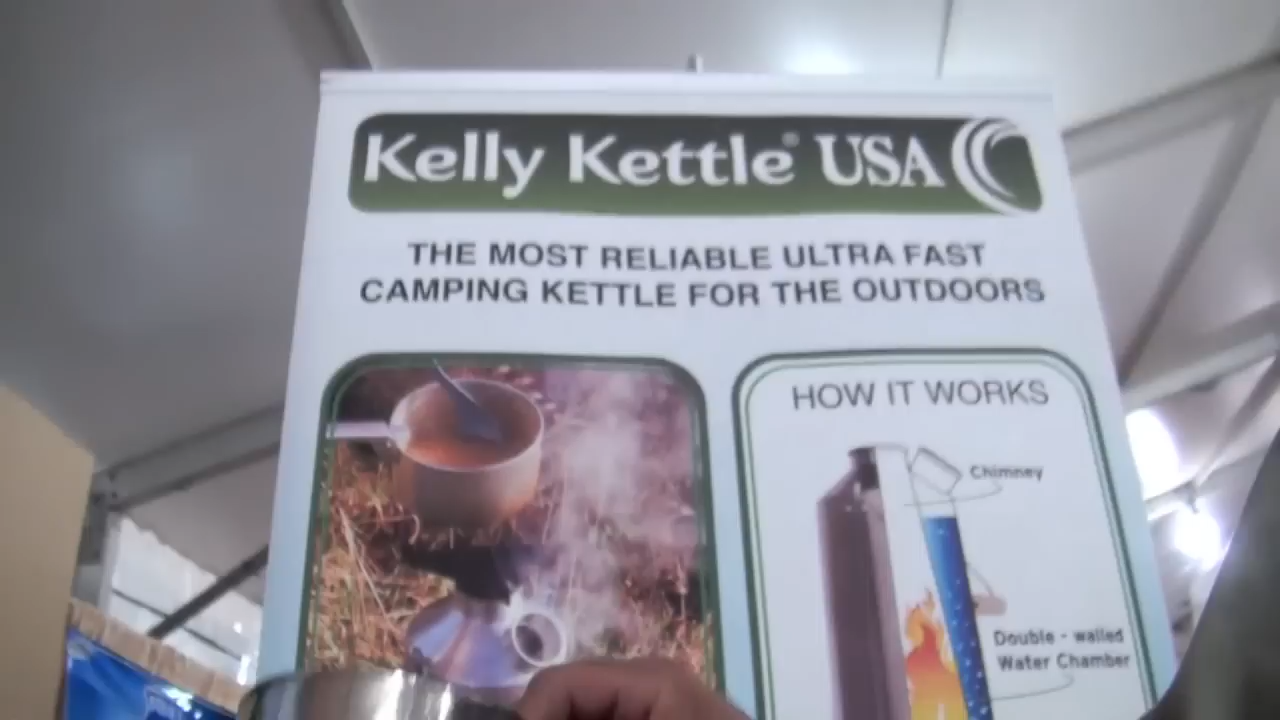 Kelly Kettle® USA
THE MOST RELIABLE ULTRA FAST
CAMPING KETTLE FOR THE OUTDOORS
HOW IT WORKS
Chimney
Double - walled
Water Chamber